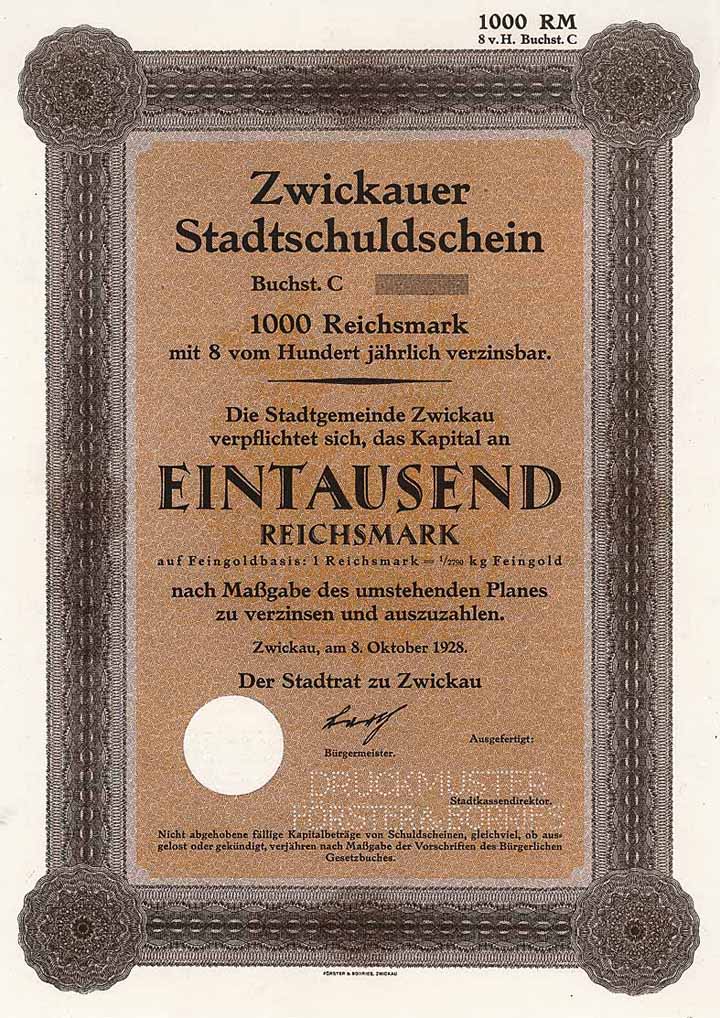 1000 RM
8 v. H. Buchst. C
Zwickauer
Stadtschuldschein
Buchst. C
1000 Reichsmark
mit 8 vom Hundert jährlich verzinsbar.
Die Stadtgemeinde Zwickau
verpflichtet sich, das Kapital an
EINTAUSEND
REICHSMARK
auf Feingoldbasis: 1 Reichsmark = 1/2790 kg Feingold
nach Maßgabe des umstehenden Planes
zu verzinsen und auszuzahlen.
Zwickau, am 8. Oktober 1928.
Der Stadtrat zu Zwickau
Bürgermeister.
Ausgefertigt:
DRUCKMUSTER
Stadtkassendirektor.
FÖRSTER & BORRIES
Nicht abgehobene fällige Kapitalbeträge von Schuldscheinen, gleichviel, ob aus=
gelost oder gekündigt, verjähren nach Maßgabe der Vorschriften des Bürgerlichen
Gesetzbuches.
FÖRSTER & BORRIES, ZWICKAU